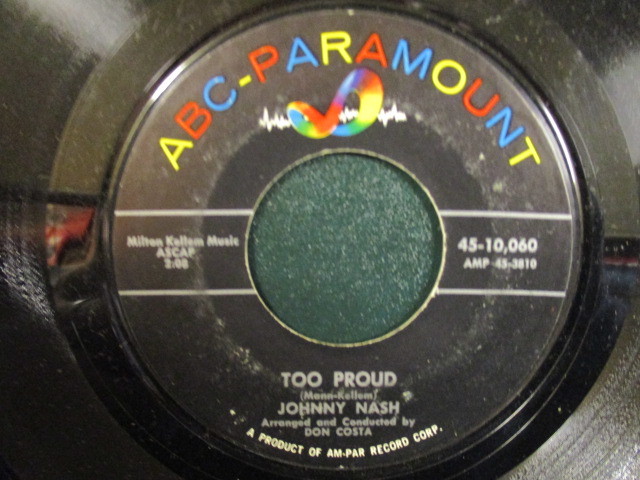 ABC-PARAMOUNT
Milton Kellem Music
ASCAP
2:08
45-10,060
AMP 45-3810
TOO PROUD
(Mann-Kellem)
JOHNNY NASH
Arranged and Conducted by
DON COSTA
A PRODUCT OF AM-PAR RECORD CORP.